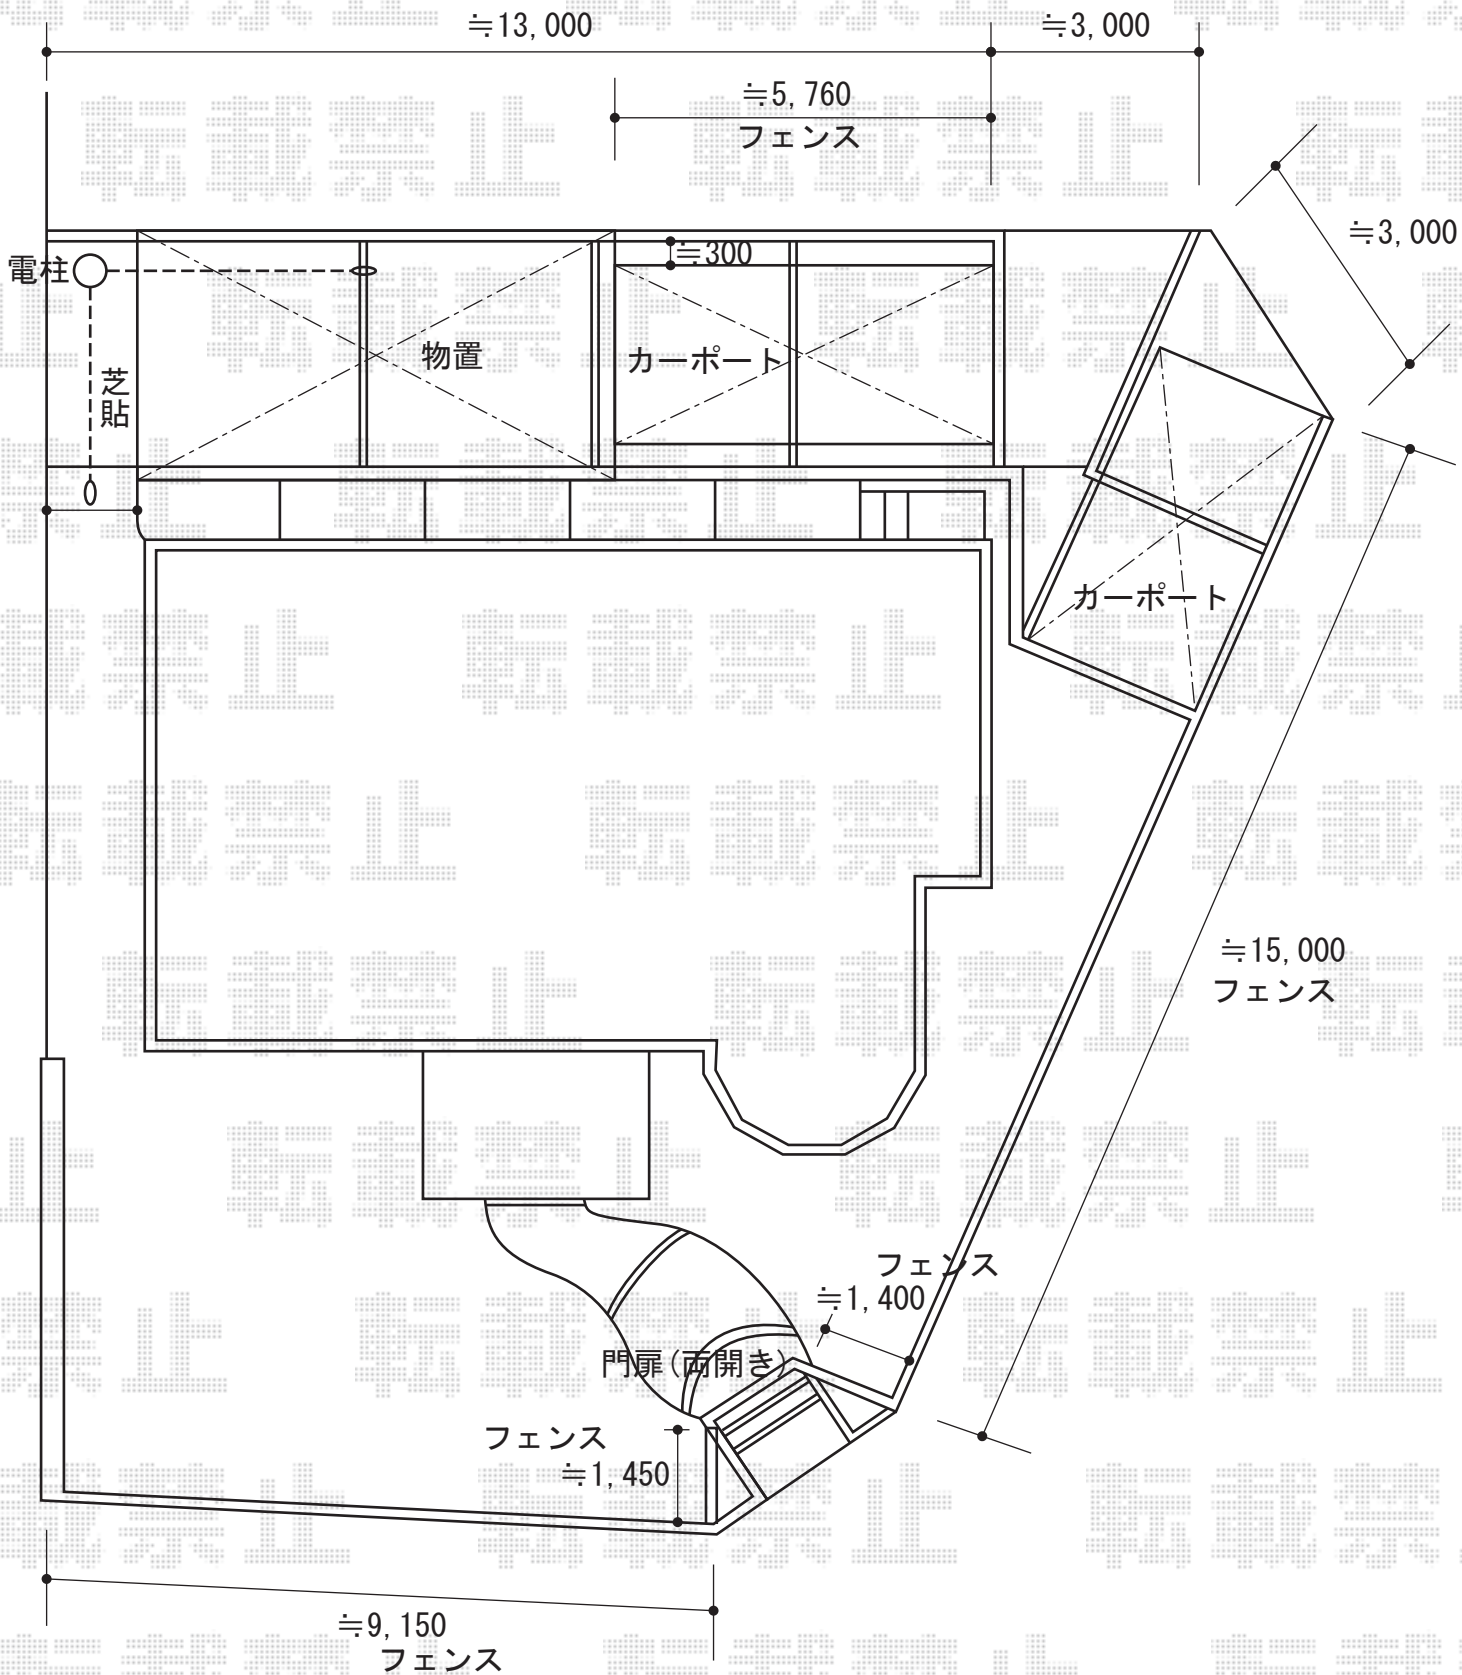 ≒13,000
≒3,000
≒5,760
フェンス
≒3,000
≒300
電柱
物置
カーポート
芝貼
カーポート
≒15,000
フェンス
フェンス
≒1,400
門扉(両開き)
フェンス
≒1,450
≒9,150
フェンス
転載禁止